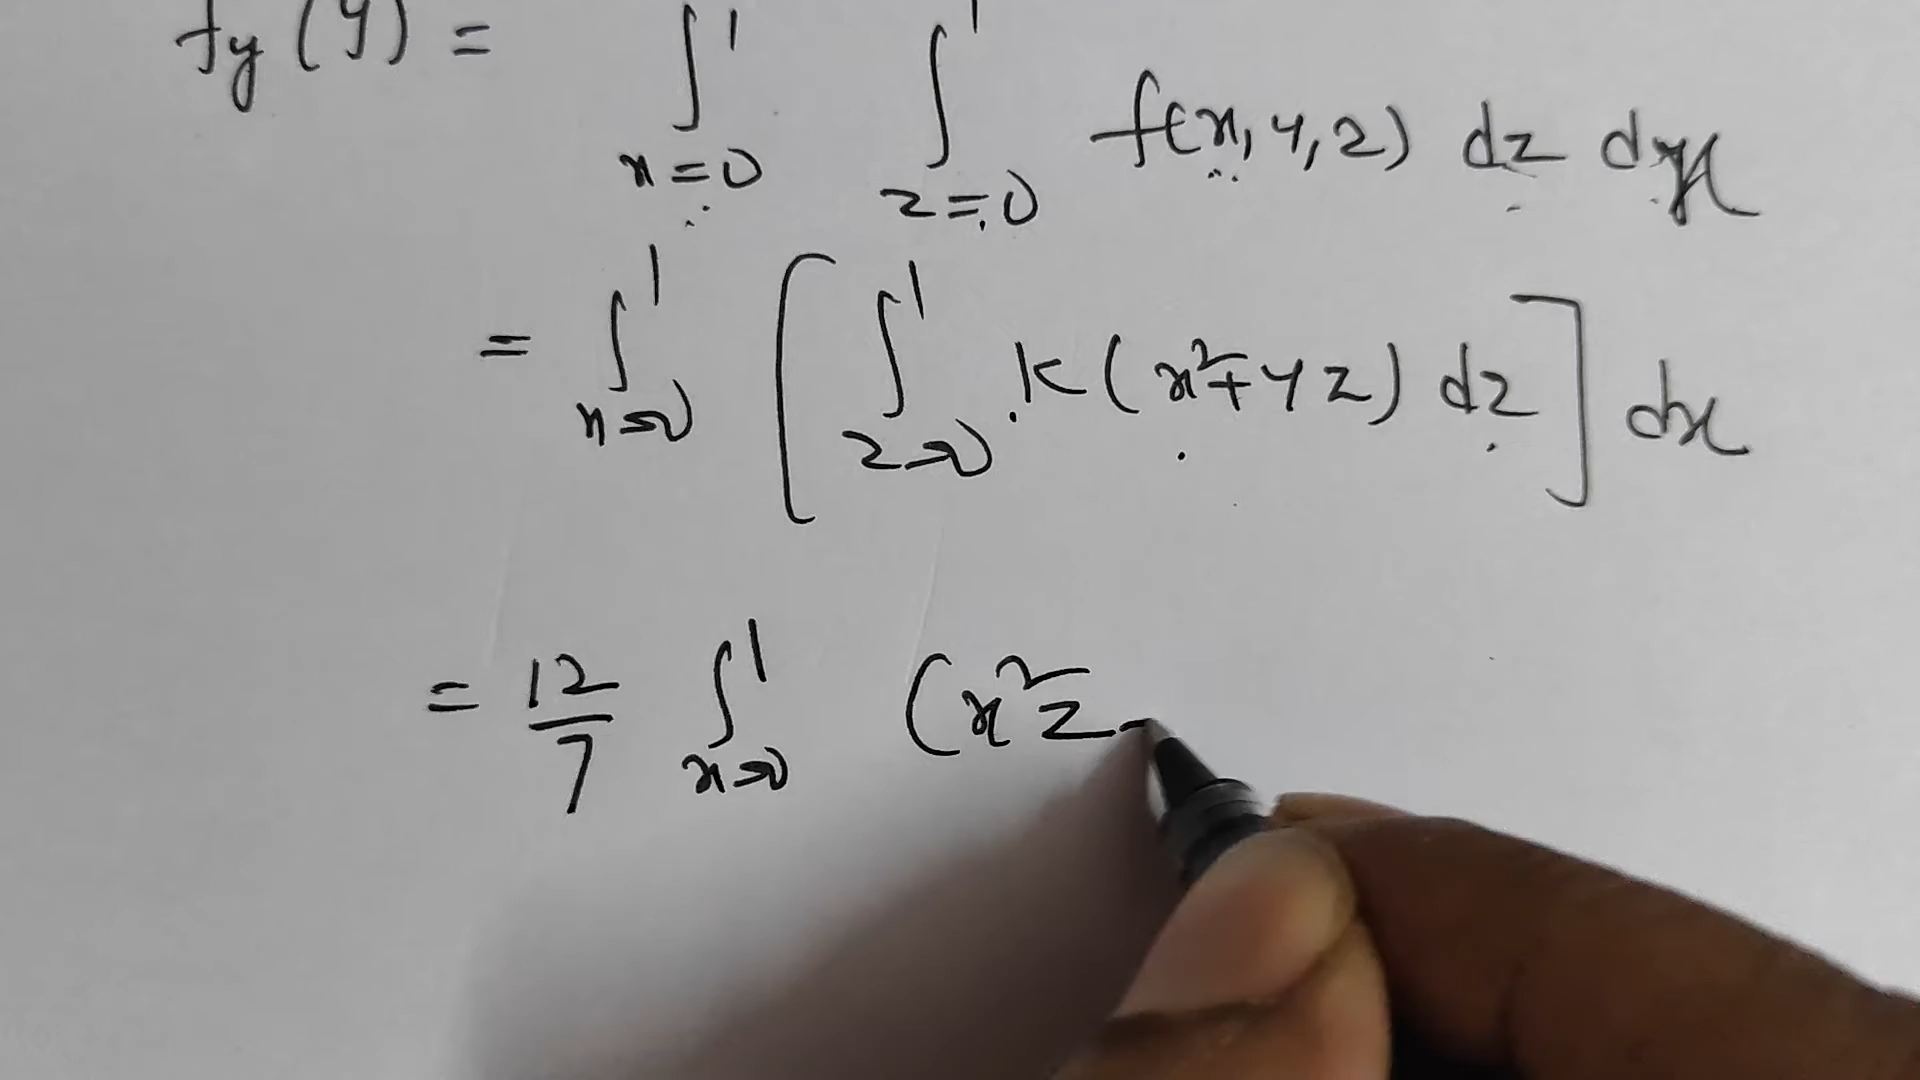 fy(y) = ∫_{x=0}^{1} ∫_{z=0}^{1} f(x,y,z) dz dx
= ∫_{x=0}^{1} [ ∫_{z=0}^{1} k(x²+yz) dz ] dx
= 12/7 ∫_{x=0}^{1} (x²z -